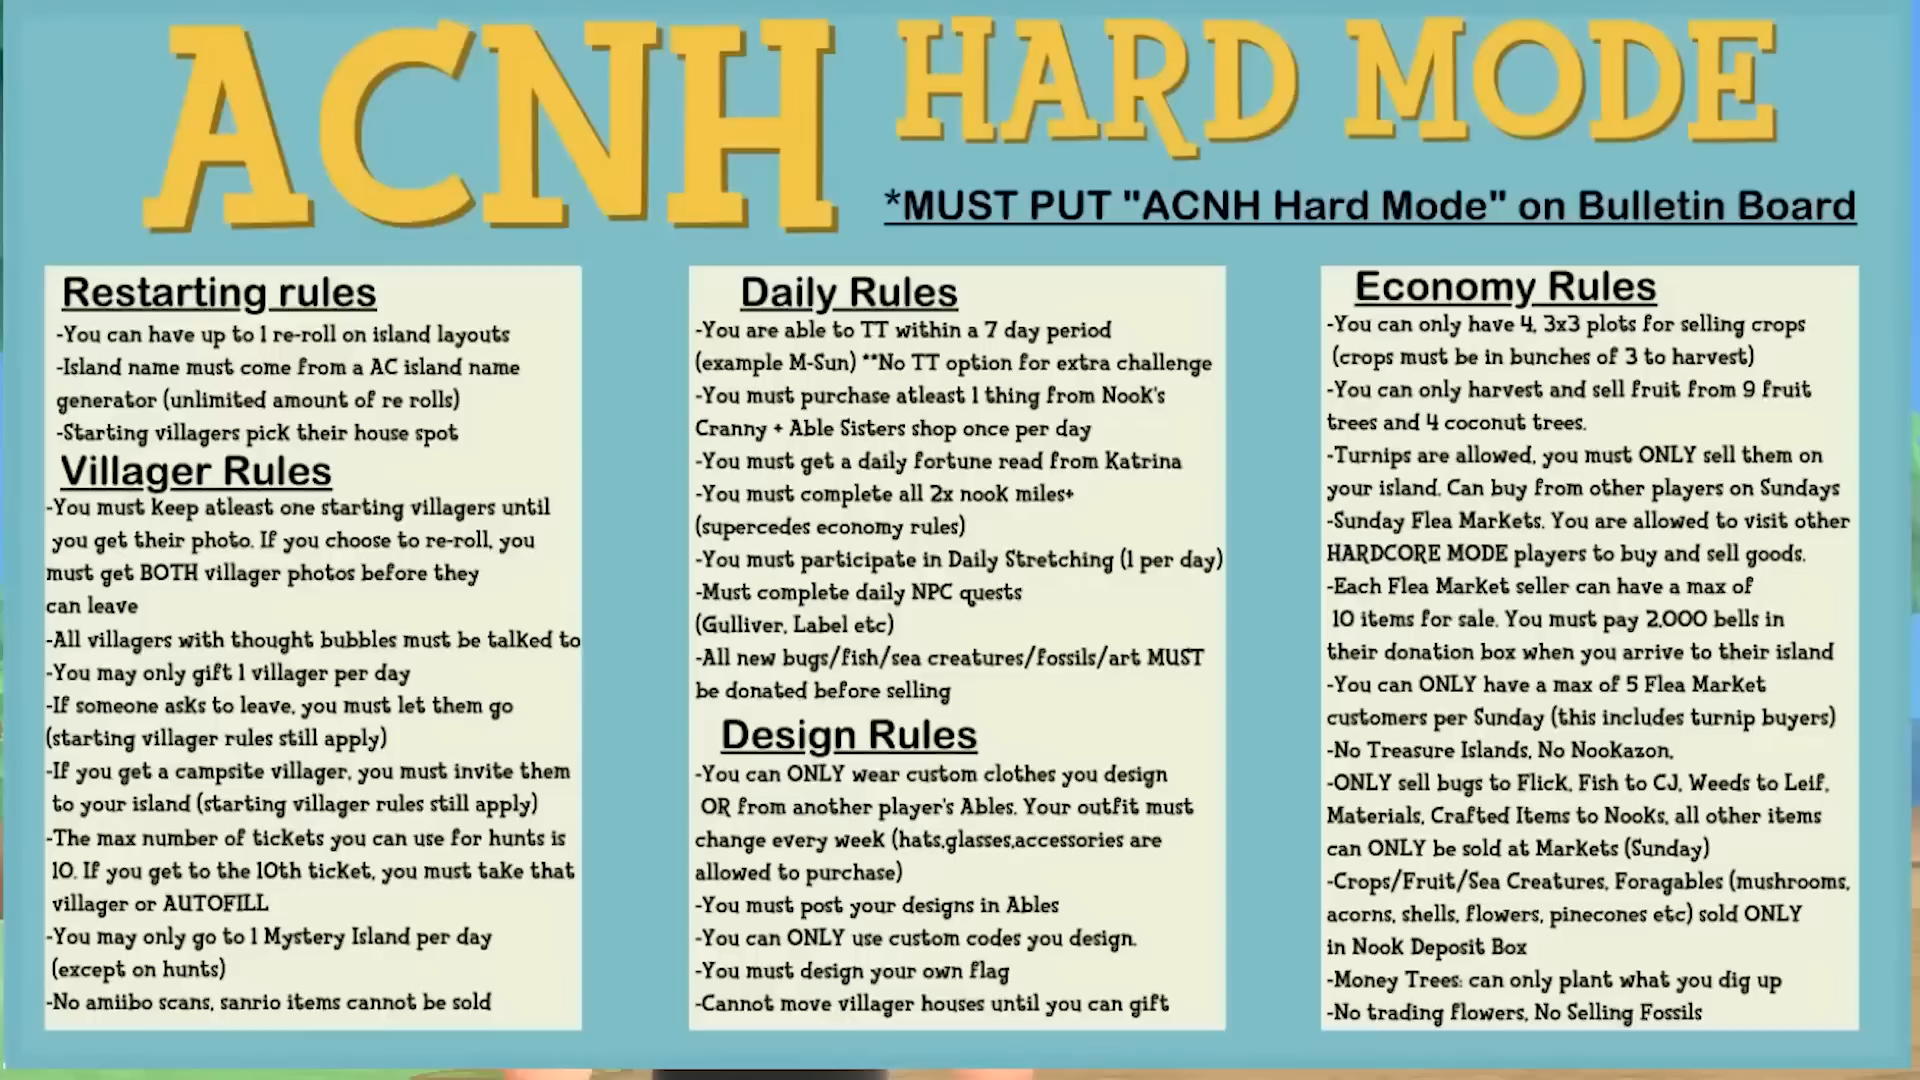 ACNH HARD MODE
*MUST PUT "ACNH Hard Mode" on Bulletin Board
Restarting rules
-You can have up to 1 re-roll on island layouts
-Island name must come from a AC island name
generator (unlimited amount of re rolls)
-Starting villagers pick their house spot
Villager Rules
-You must keep atleast one starting villagers until
you get their photo. If you choose to re-roll, you
must get BOTH villager photos before they
can leave
-All villagers with thought bubbles must be talked to
-You may only gift 1 villager per day
-If someone asks to leave, you must let them go
(starting villager rules still apply)
-If you get a campsite villager, you must invite them
to your island (starting villager rules still apply)
-The max number of tickets you can use for hunts is
10. If you get to the 10th ticket, you must take that
villager or AUTOFILL
-You may only go to 1 Mystery Island per day
(except on hunts)
-No amiibo scans, sanrio items cannot be sold
Daily Rules
-You are able to TT within a 7 day period
(example M-Sun) **No TT option for extra challenge
-You must purchase atleast 1 thing from Nook's
Cranny + Able Sisters shop once per day
-You must get a daily fortune read from Katrina
-You must complete all 2x nook miles+
(supercedes economy rules)
-You must participate in Daily Stretching (1 per day)
-Must complete daily NPC quests
(Gulliver, Label etc)
-All new bugs/fish/sea creatures/fossils/art MUST
be donated before selling
Design Rules
-You can ONLY wear custom clothes you design
OR from another player's Ables. Your outfit must
change every week (hats,glasses,accessories are
allowed to purchase)
-You must post your designs in Ables
-You can ONLY use custom codes you design.
-You must design your own flag
-Cannot move villager houses until you can gift
Economy Rules
-You can only have 4, 3x3 plots for selling crops
(crops must be in bunches of 3 to harvest)
-You can only harvest and sell fruit from 9 fruit
trees and 4 coconut trees.
-Turnips are allowed, you must ONLY sell them on
your island. Can buy from other players on Sundays
-Sunday Flea Markets. You are allowed to visit other
HARDCORE MODE players to buy and sell goods.
-Each Flea Market seller can have a max of
10 items for sale. You must pay 2,000 bells in
their donation box when you arrive to their island
-You can ONLY have a max of 5 Flea Market
customers per Sunday (this includes turnip buyers)
-No Treasure Islands, No Nookazon,
-ONLY sell bugs to Flick, Fish to CJ, Weeds to Leif,
Materials, Crafted Items to Nooks, all other items
can ONLY be sold at Markets (Sunday)
-Crops/Fruit/Sea Creatures, Foragables (mushrooms,
acorns, shells, flowers, pinecones etc) sold ONLY
in Nook Deposit Box
-Money Trees: can only plant what you dig up
-No trading flowers, No Selling Fossils